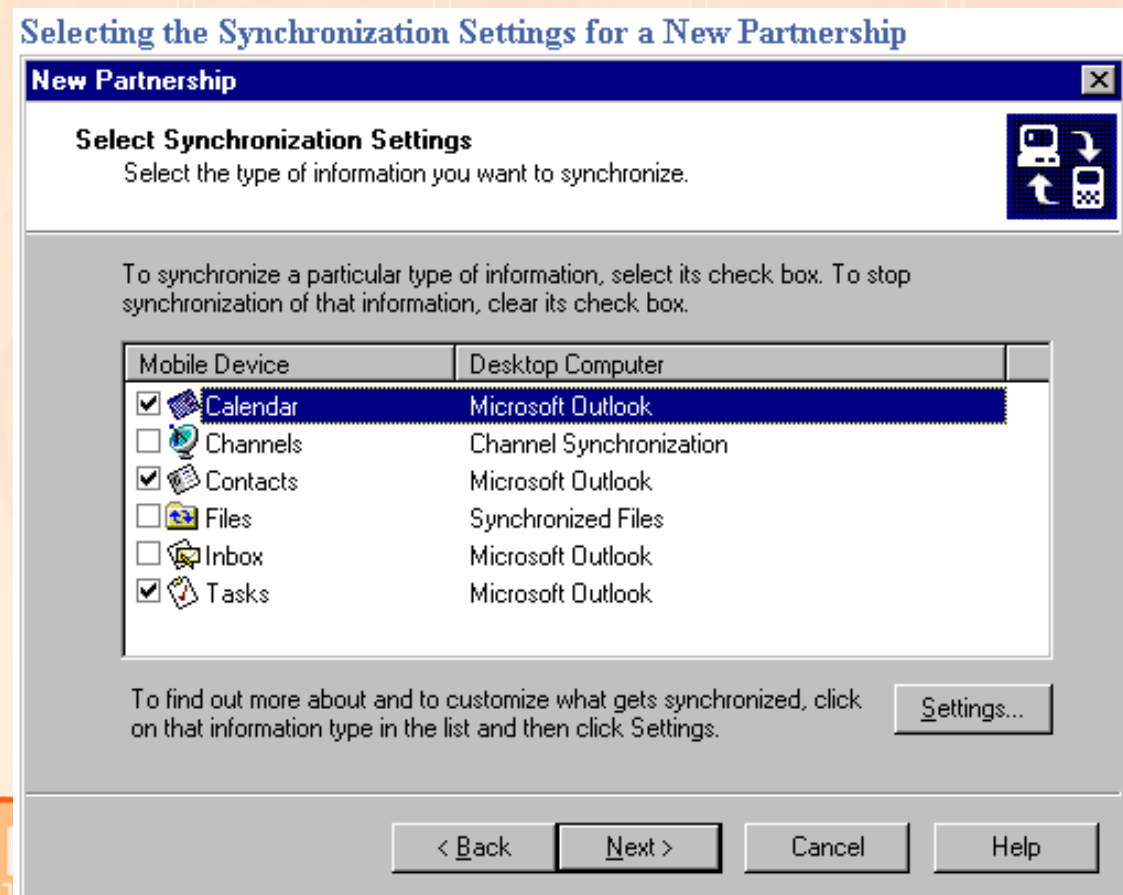 Selecting the Synchronization Settings for a New Partnership
New Partnership
Select Synchronization Settings
Select the type of information you want to synchronize.
To synchronize a particular type of information, select its check box. To stop
synchronization of that information, clear its check box.
Mobile Device Desktop Computer
Calendar Microsoft Outlook
Channels Channel Synchronization
Contacts Microsoft Outlook
Files Synchronized Files
Inbox Microsoft Outlook
Tasks Microsoft Outlook
To find out more about and to customize what gets synchronized, click
on that information type in the list and then click Settings.
Settings...
< Back Next > Cancel Help